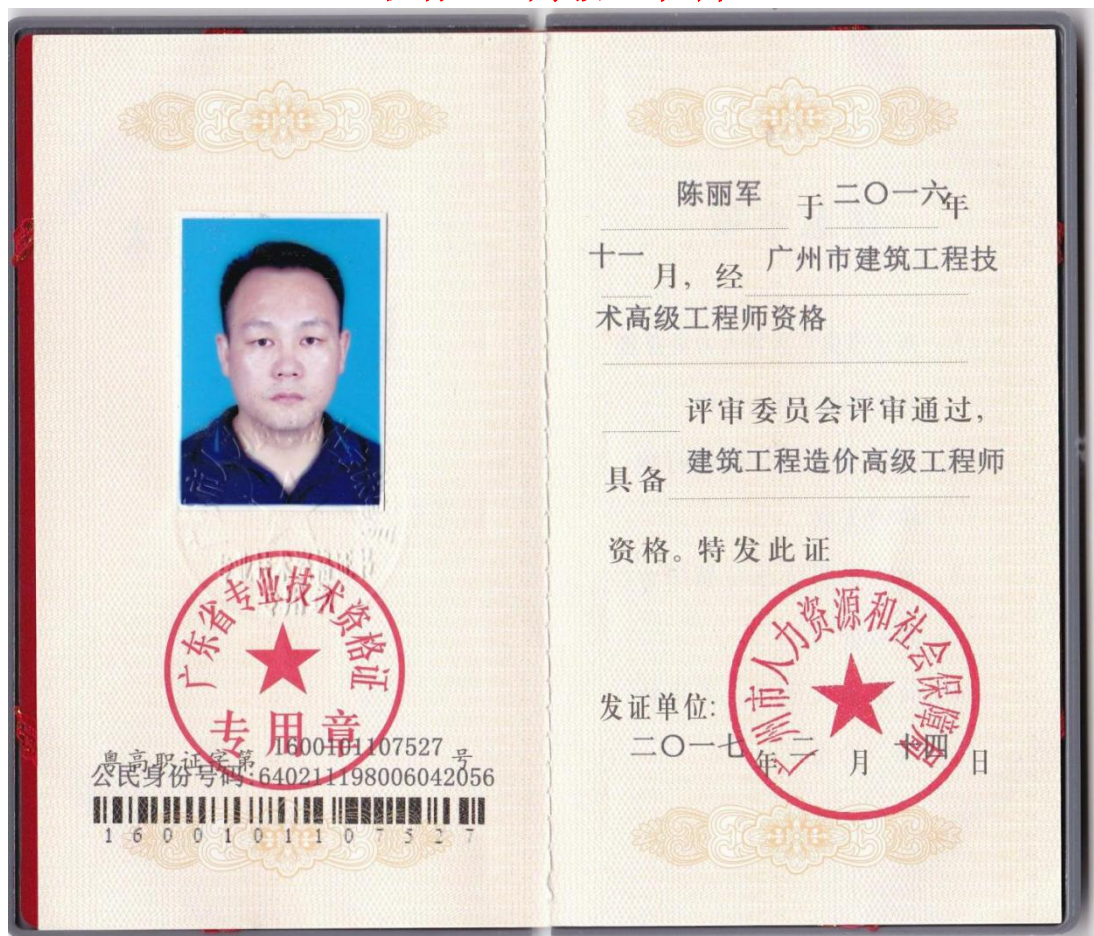 广东省专业技术资格证
专用章
粤高职证字第 1600101107527 号
公民身份号码:640211198006042056
1600101107527
陈丽军 于 二〇一六年
十一月, 经 广州市建筑工程技
术高级工程师资格
评审委员会评审通过,
具备 建筑工程造价高级工程师
资格。特发此证
广州市人力资源和社会保障局
发证单位:
二〇一七年 二 月 十四 日